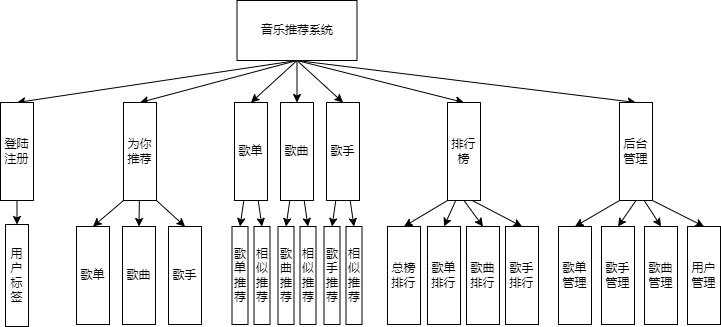 音乐推荐系统
登陆
注册
为你
推荐
歌单
歌曲
歌手
排行
榜
后台
管理
用户标签
歌单
歌曲
歌手
歌单推荐
相似推荐
歌曲推荐
相似推荐
歌手推荐
相似推荐
总榜
排行
歌单
排行
歌曲
排行
歌手
排行
歌单
管理
歌手
管理
歌曲
管理
用户
管理